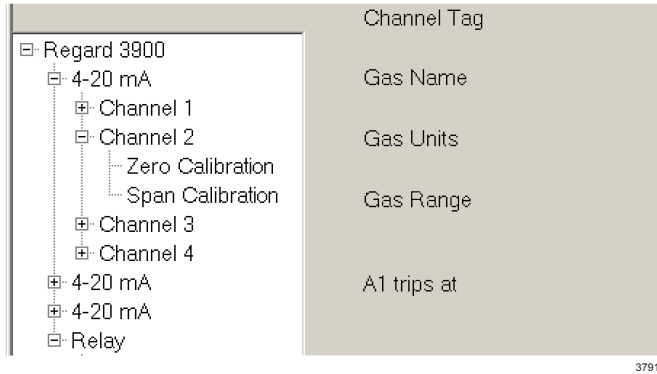 Regard 3900
4-20 mA
Channel 1
Channel 2
Zero Calibration
Span Calibration
Channel 3
Channel 4
4-20 mA
4-20 mA
Relay
Channel Tag
Gas Name
Gas Units
Gas Range
A1 trips at
3791